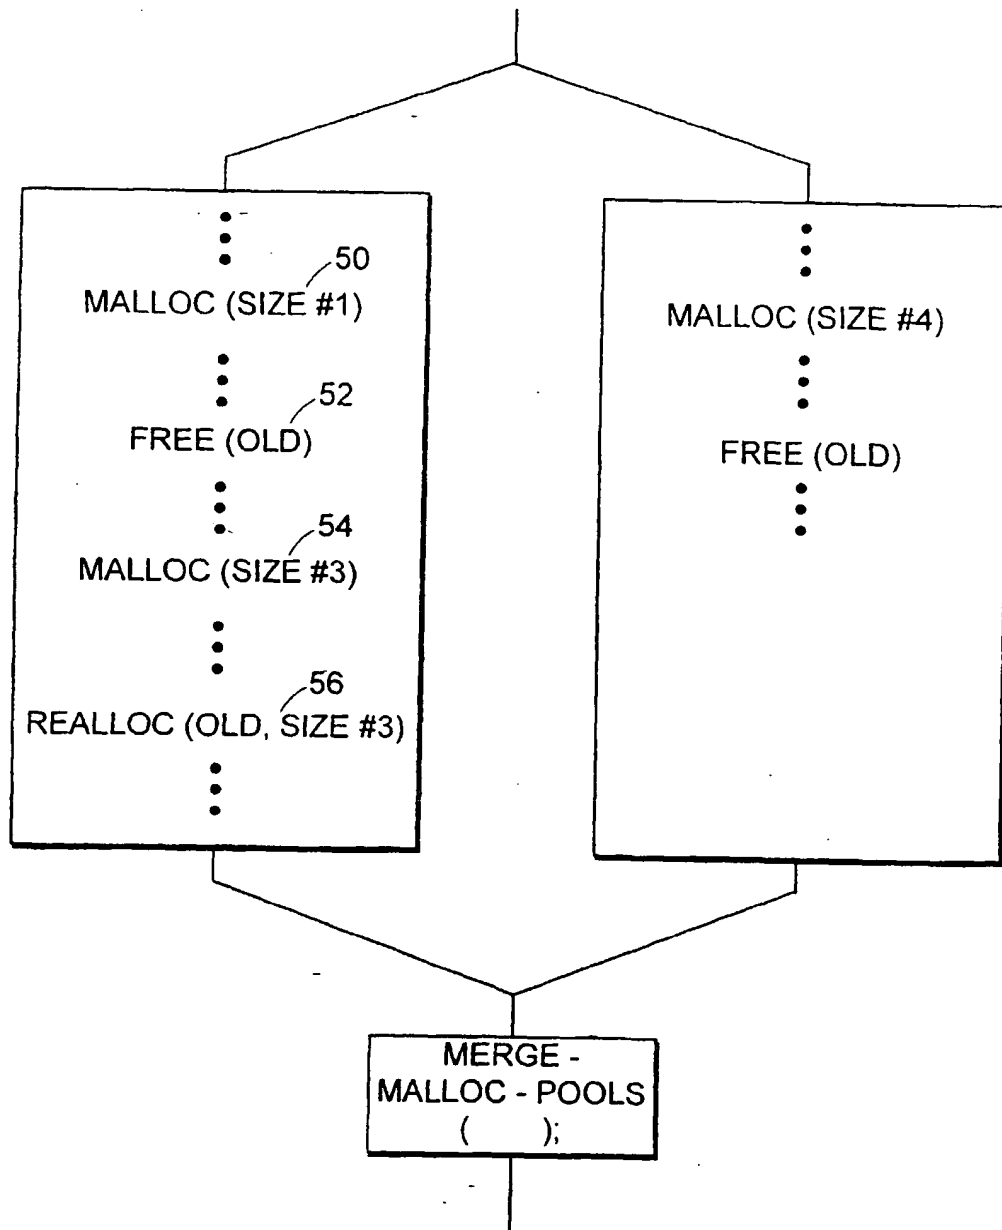 50
MALLOC (SIZE #1)
52
FREE (OLD)
54
MALLOC (SIZE #3)
56
REALLOC (OLD, SIZE #3)
MALLOC (SIZE #4)
FREE (OLD)
MERGE -
MALLOC - POOLS
( );